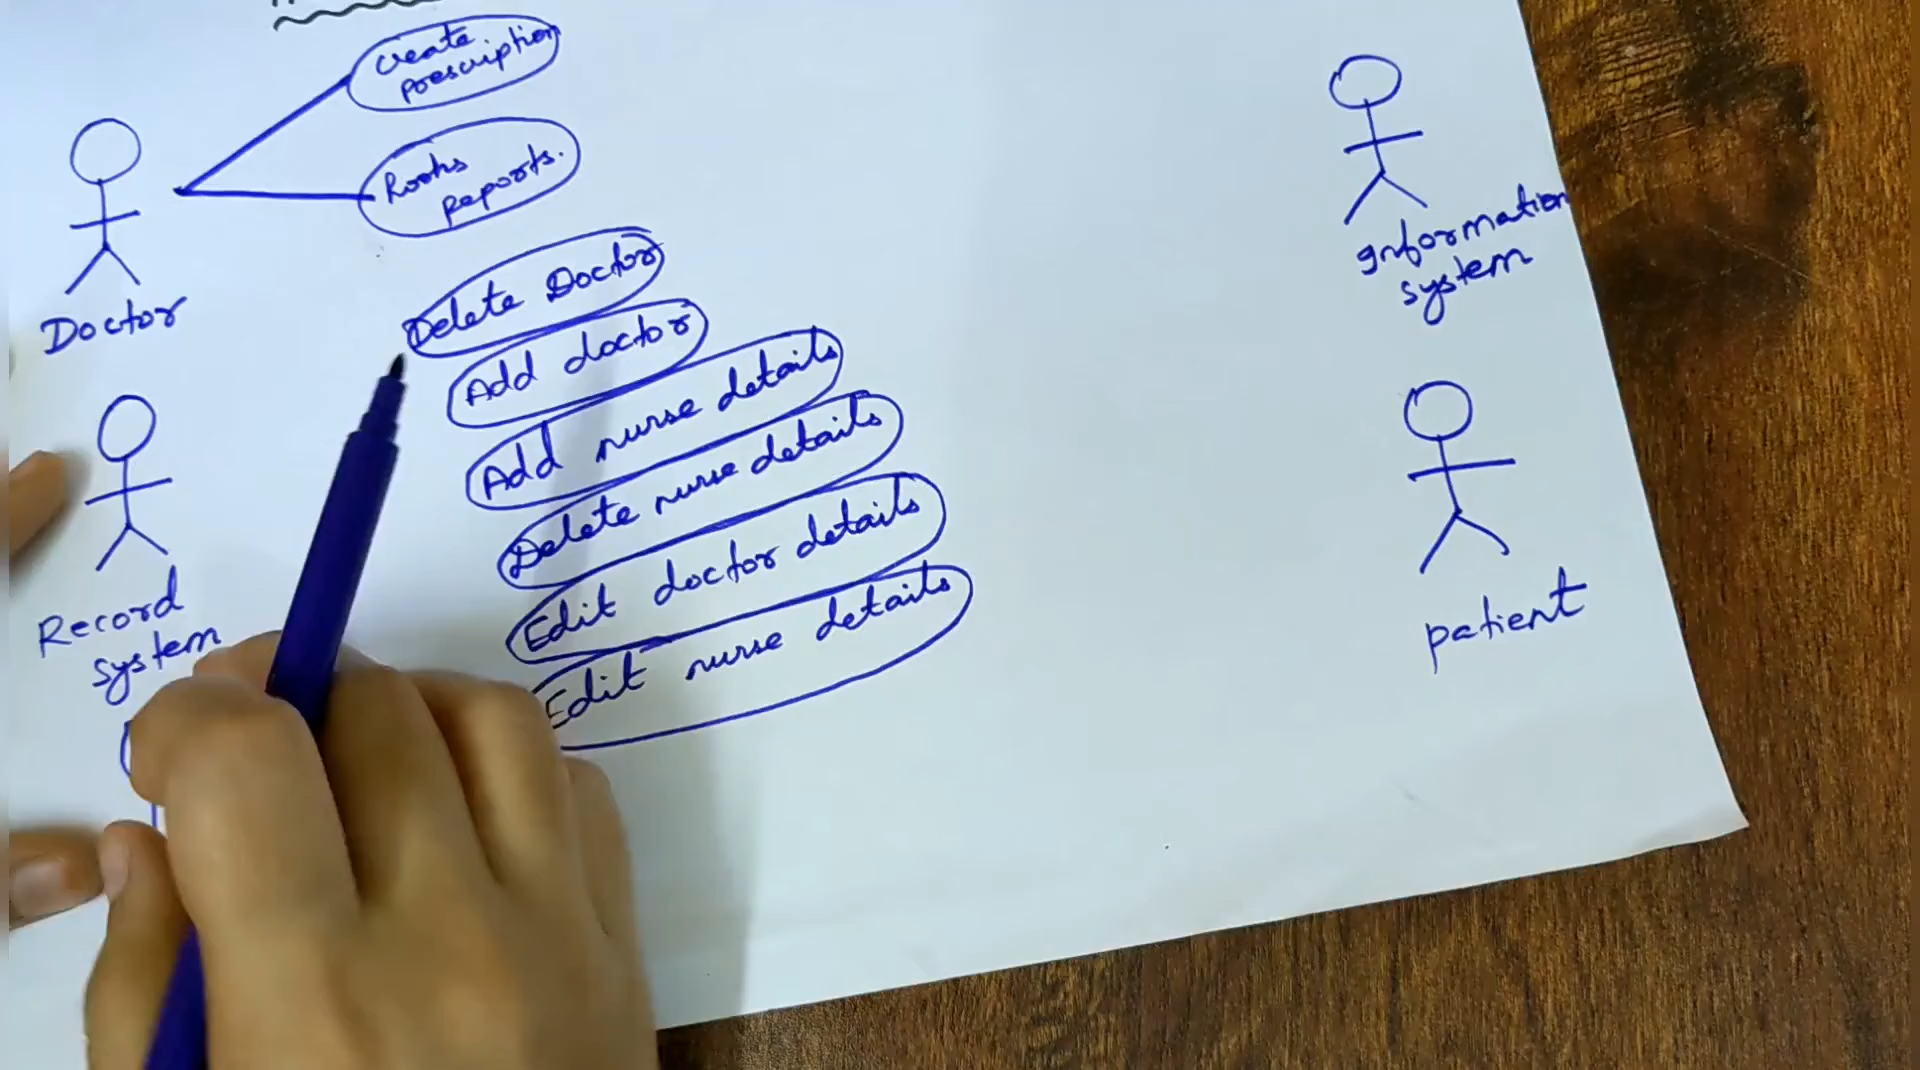 create
prescription
reports.
Doctor
Delete Doctor
Add doctor
Add nurse details
Delete nurse details
Edit doctor details
Edit nurse details
Record
system
Information
system
patient